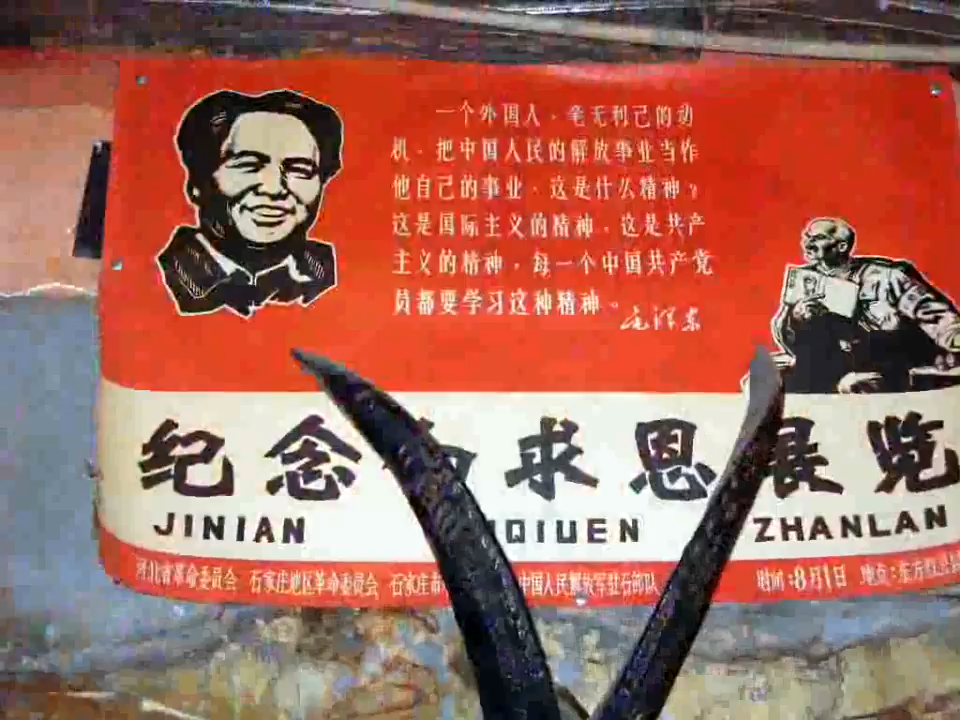 一个外国人，毫无利己的动
机，把中国人民的解放事业当作
他自己的事业，这是什么精神？
这是国际主义的精神，这是共产
主义的精神，每一个中国共产党
员都要学习这种精神。
毛泽东
纪念 求恩展览
JINIAN QIUEN ZHANLAN
河北省革命委员会 石家庄地区革命委员会 石家庄市 中国人民解放军驻石部队 时间:8月1日 地点:东方红